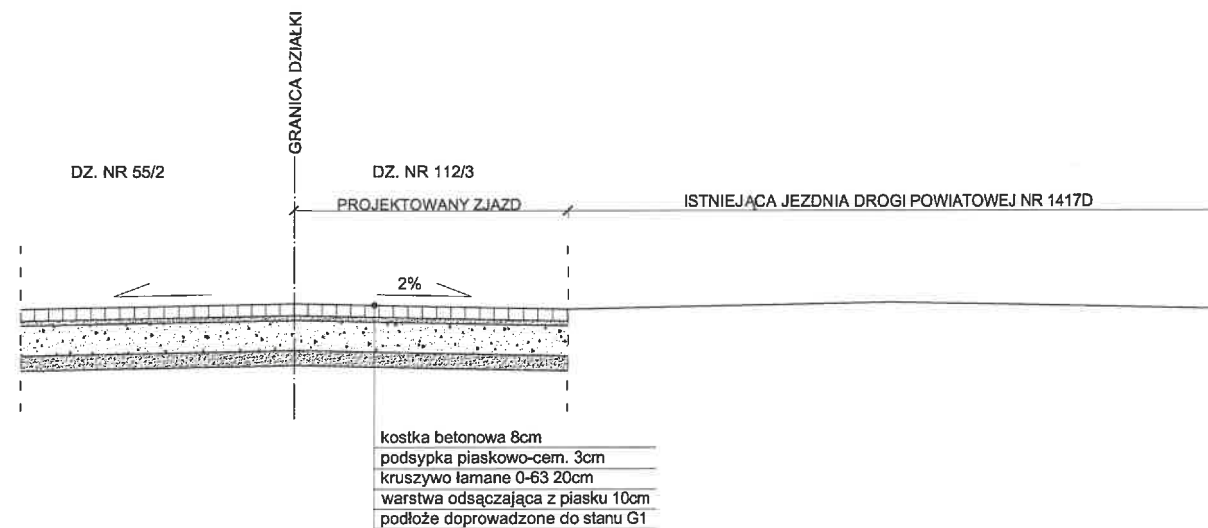 GRANICA DZIAŁKI
DZ. NR 55/2
DZ. NR 112/3
PROJEKTOWANY ZJAZD
ISTNIEJĄCA JEZDNIA DROGI POWIATOWEJ NR 1417D
2%
kostka betonowa 8cm
podsypka piaskowo-cem. 3cm
kruszywo łamane 0-63 20cm
warstwa odsączająca z piasku 10cm
podłoże doprowadzone do stanu G1